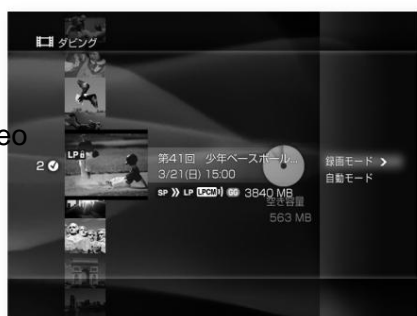 ダビング
eo
LP
2
第41回 少年ベースボール...
3/21(日) 15:00
SP » LP LPCM GG 3840 MB
空き容量
563 MB
録画モード >
自動モード